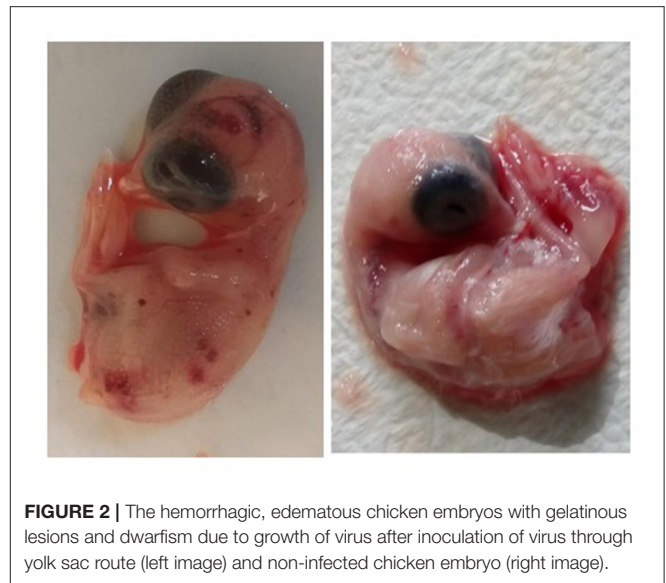 FIGURE 2 | The hemorrhagic, edematous chicken embryos with gelatinous
lesions and dwarfism due to growth of virus after inoculation of virus through
yolk sac route (left image) and non-infected chicken embryo (right image).